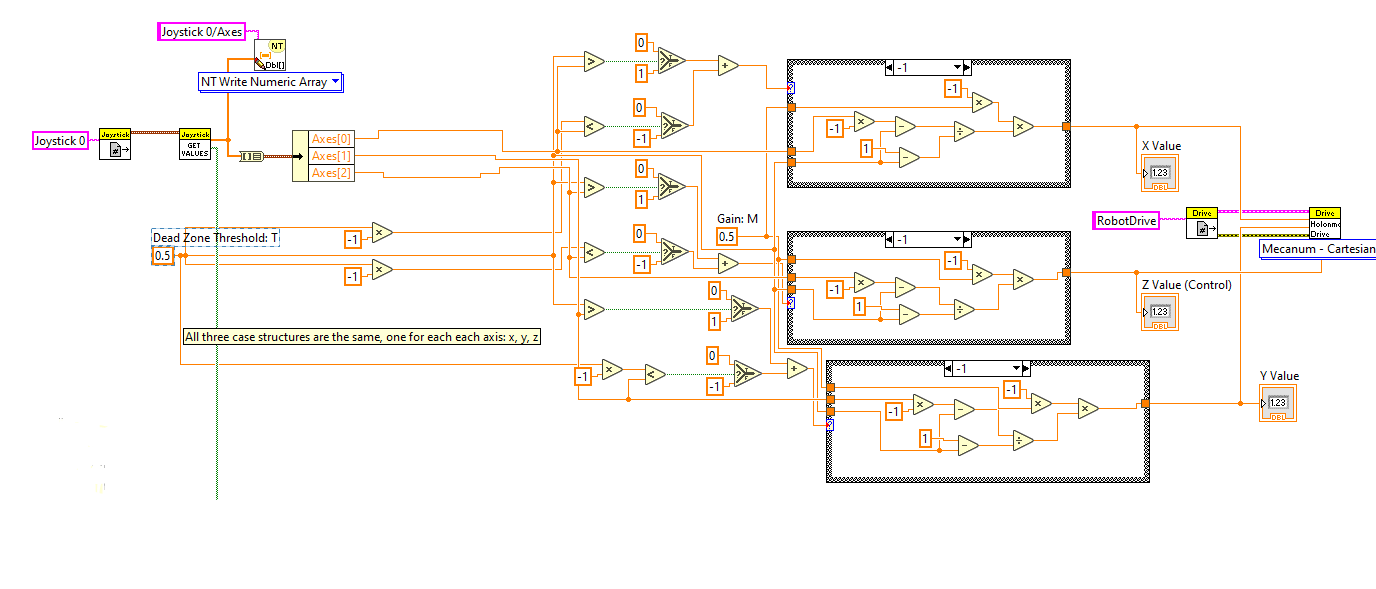 Joystick 0/Axes
NT
Dbl[]
NT Write Numeric Array
Joystick 0
Joystick
#
Joystick
GET
VALUES
Axes[0]
Axes[1]
Axes[2]
Dead Zone Threshold: T
0.5
-1
×
-1
×
All three case structures are the same, one for each each axis: x, y, z
>
0
1
?
T
F
+
<
0
-1
?
T
F
>
0
1
?
T
F
<
0
-1
?
T
F
+
>
0
1
?
T
F
-1
×
<
0
-1
?
T
F
+
Gain: M
0.5
-1
?
-1
×
-1
×
−
1
−
÷
×
-1
?
-1
×
-1
×
−
1
−
÷
×
-1
?
-1
×
-1
×
−
1
−
÷
×
X Value
1.23
DBL
RobotDrive
Drive
#
Drive
Holonmc
Drive
Mecanum - Cartesian
Z Value (Control)
1.23
DBL
Y Value
1.23
DBL